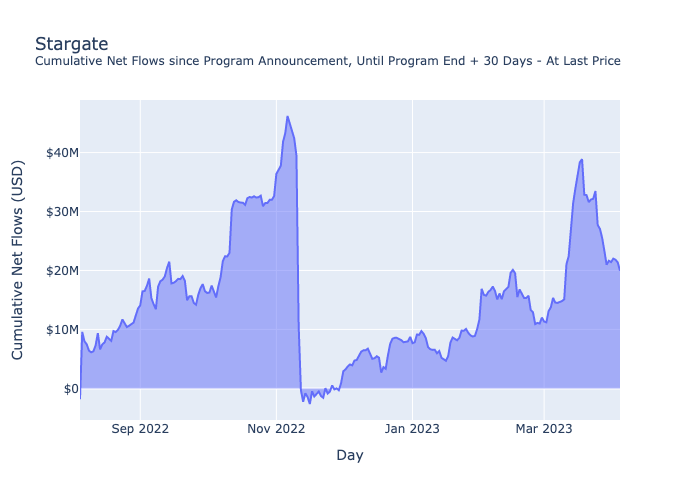 Stargate
Cumulative Net Flows since Program Announcement, Until Program End + 30 Days - At Last Price
Cumulative Net Flows (USD)
$40M
$30M
$20M
$10M
$0
Sep 2022
Nov 2022
Jan 2023
Mar 2023
Day